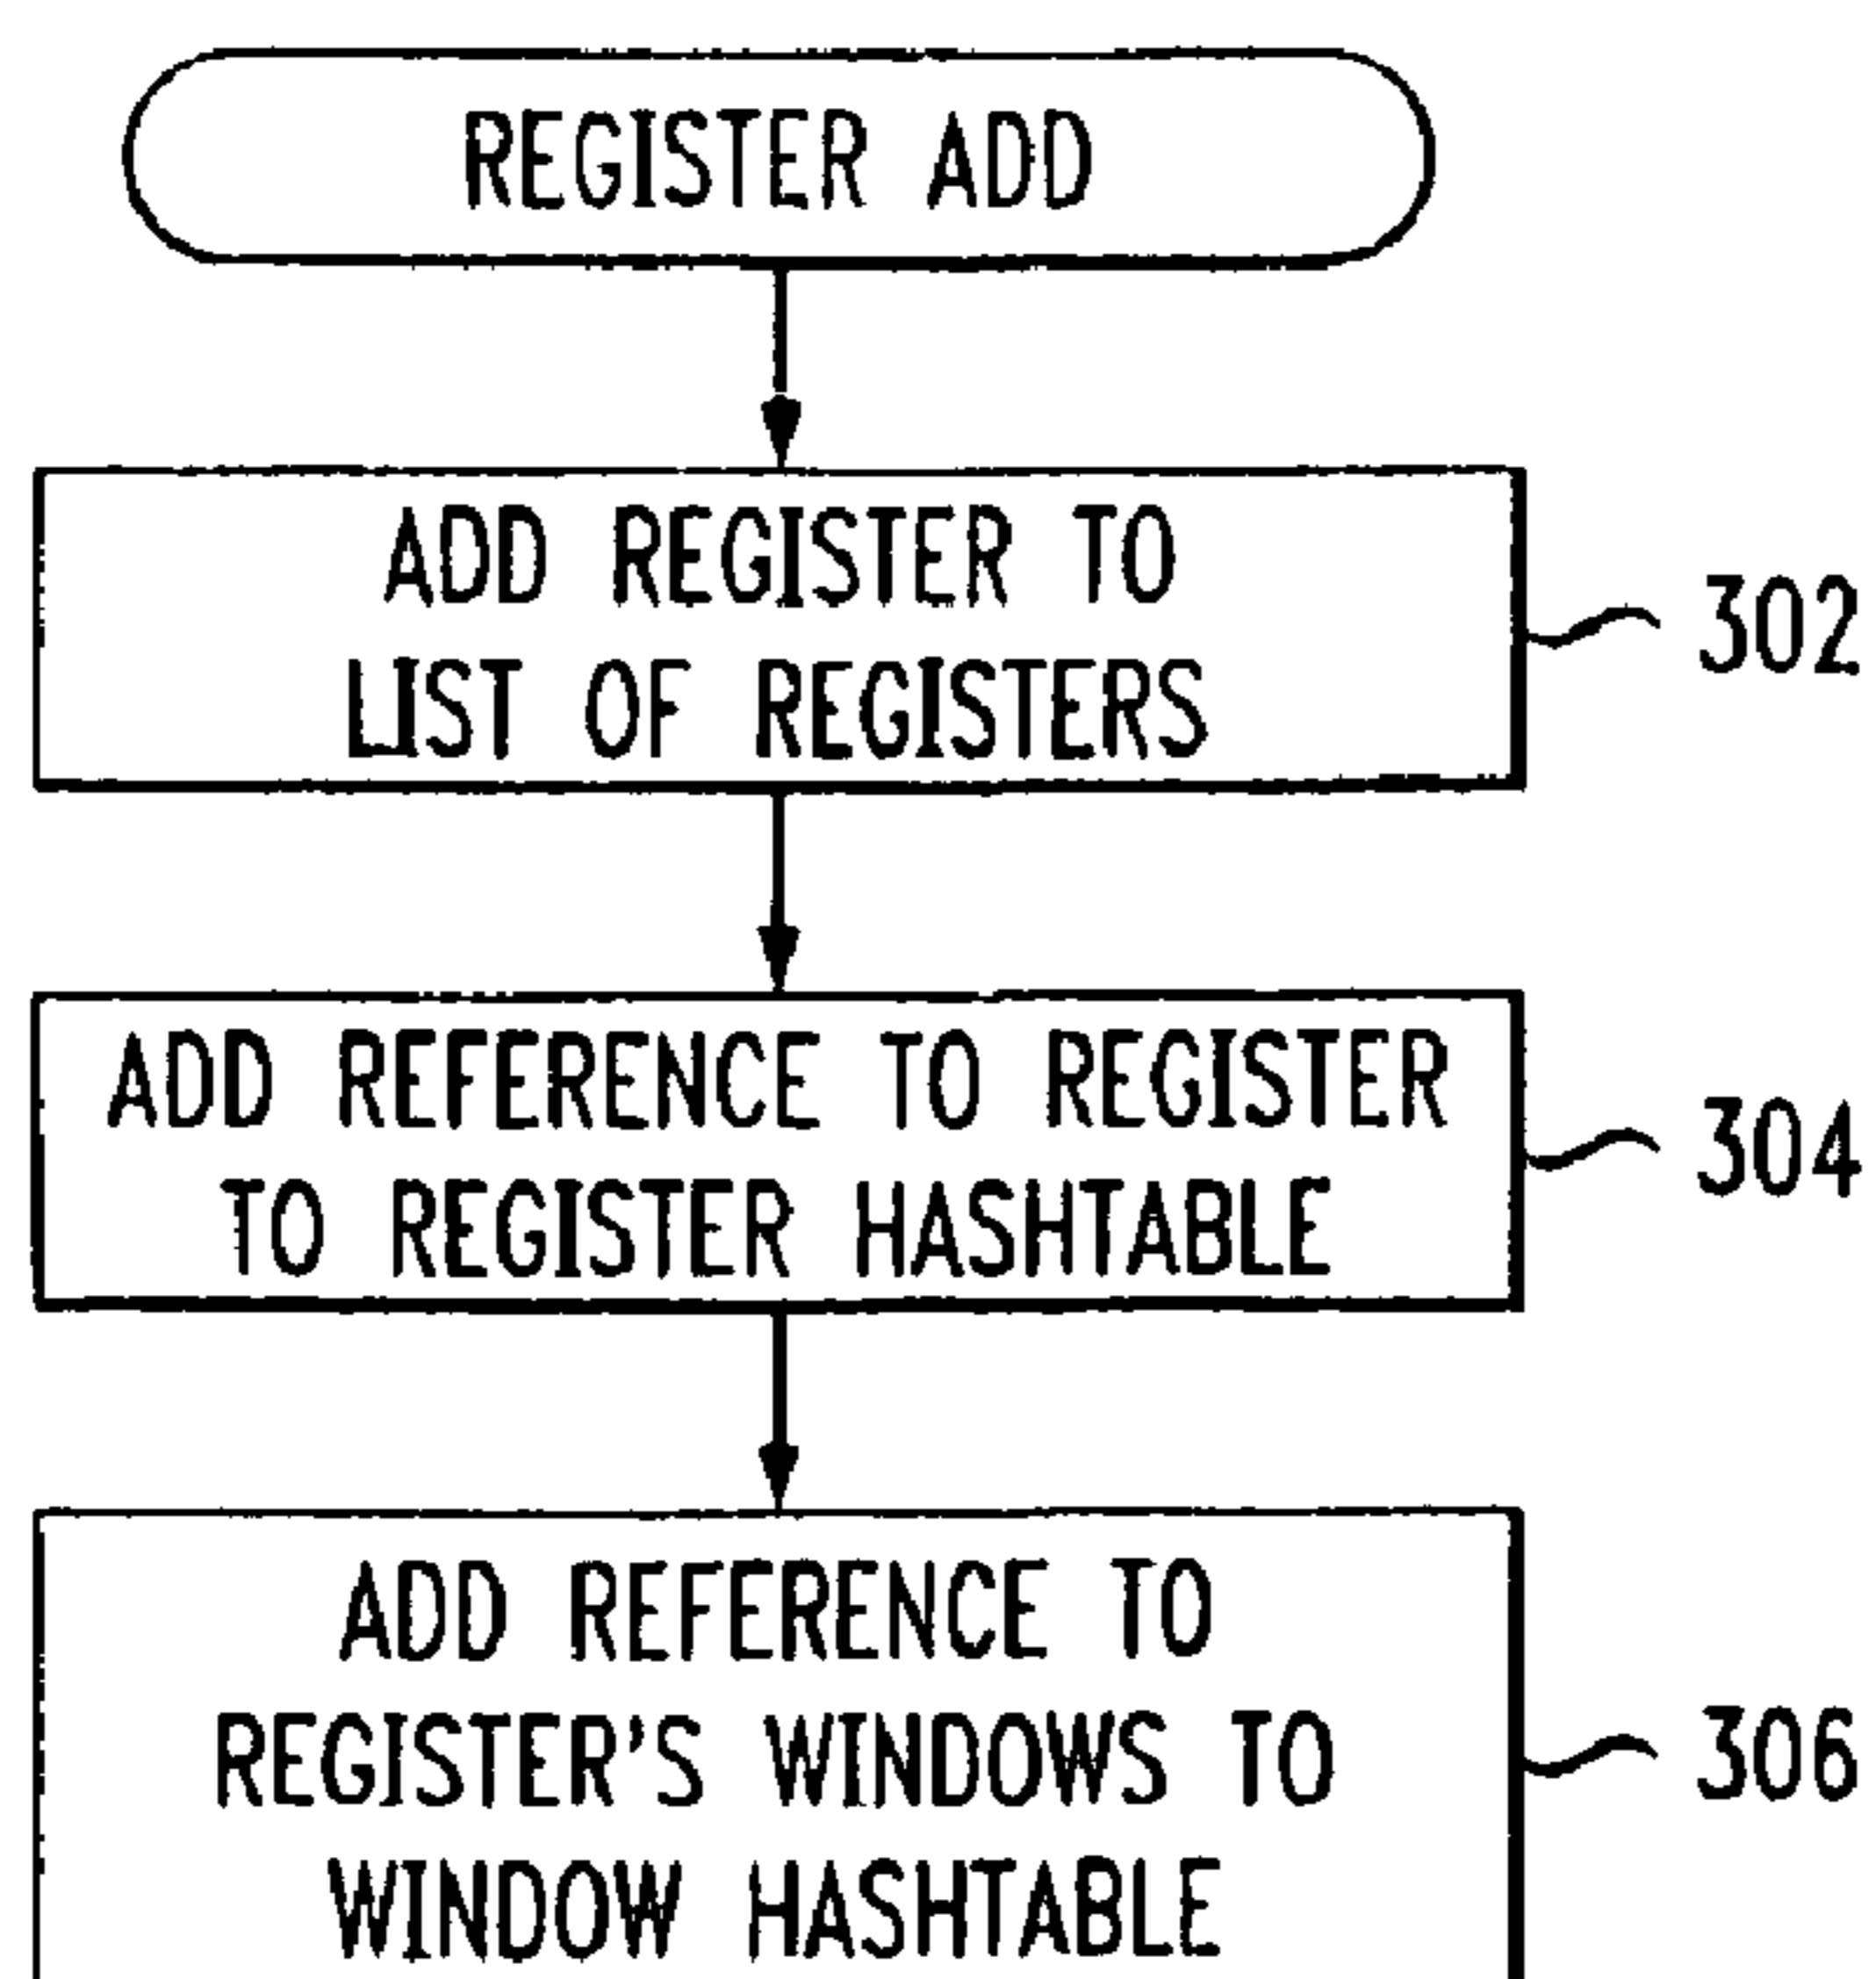 REGISTER ADD
ADD REGISTER TO
LIST OF REGISTERS
302
ADD REFERENCE TO REGISTER
TO REGISTER HASHTABLE
304
ADD REFERENCE TO
REGISTER'S WINDOWS TO
WINDOW HASHTABLE
306